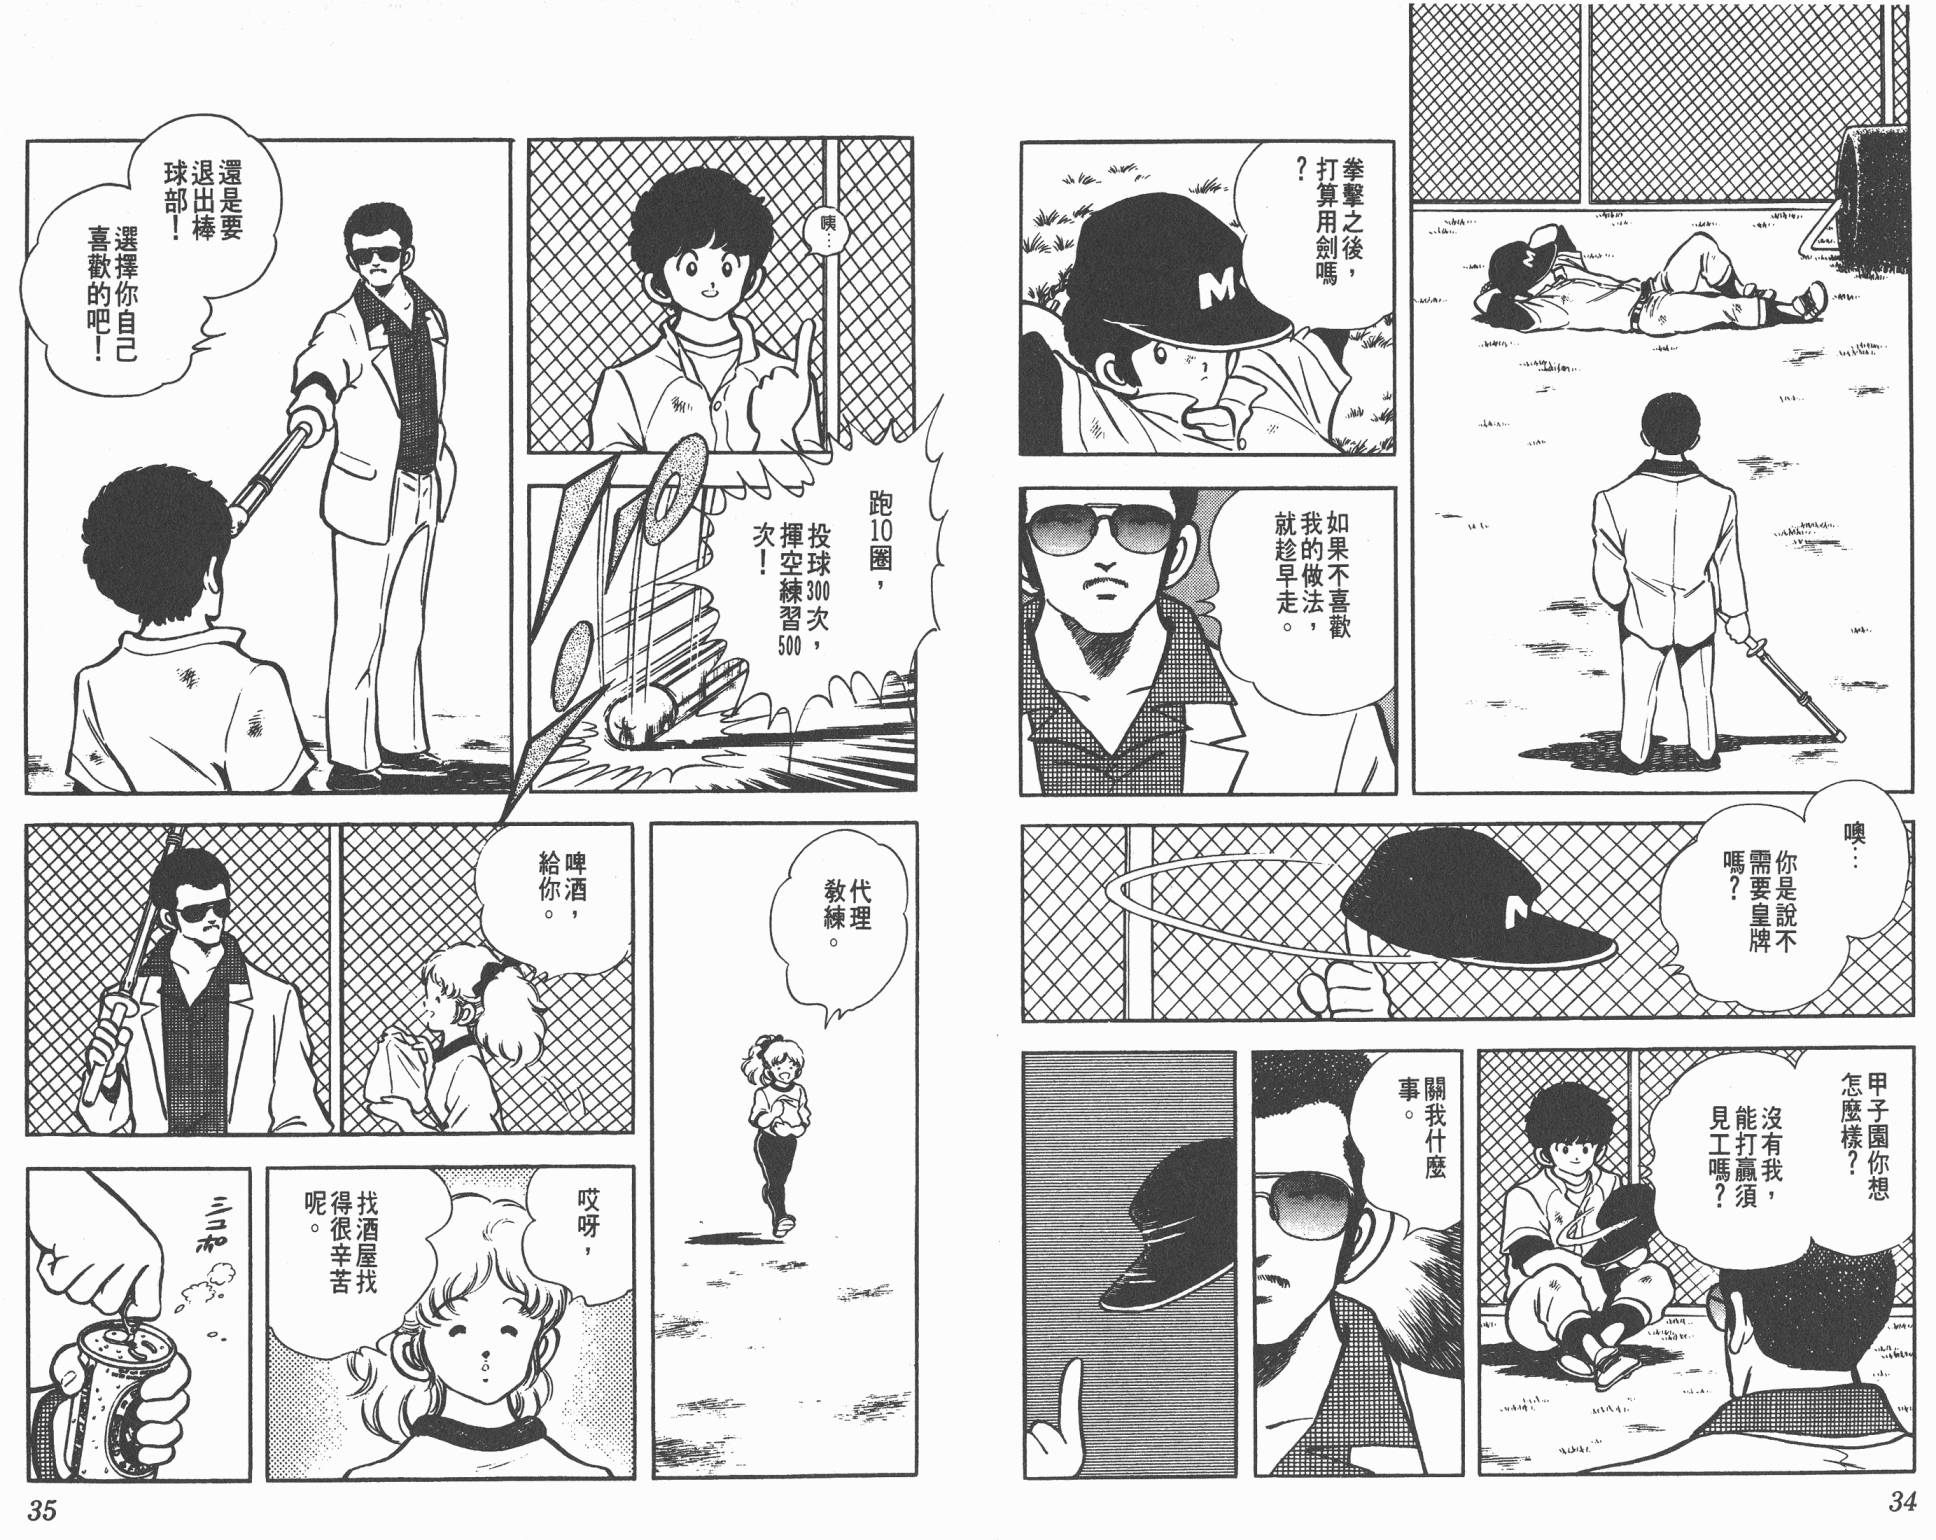 拳擊之後，
打算用劍嗎
？
如果不喜歡
我的做法，
就趁早走。
噢…
你是說不
需要皇牌
嗎？
甲子園你想
怎麼樣？
沒有我，
能打贏須
見工嗎？
關我什麼
事。
34
咦…
跑10圈，
投球300次，
揮空練習500
次！
還是要
退出棒
球部！
選擇你自己
喜歡的吧！
代理
教練。
啤酒，
給你。
哎呀，
找酒屋找
得很辛苦
呢。
35